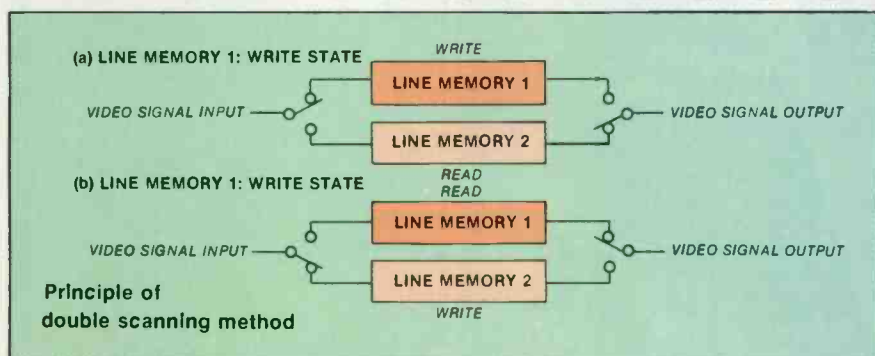 (a) LINE MEMORY 1: WRITE STATE
WRITE
LINE MEMORY 1
VIDEO SIGNAL INPUT
VIDEO SIGNAL OUTPUT
LINE MEMORY 2
READ
(b) LINE MEMORY 1: WRITE STATE
READ
LINE MEMORY 1
VIDEO SIGNAL INPUT
VIDEO SIGNAL OUTPUT
LINE MEMORY 2
WRITE
Principle of
double scanning method